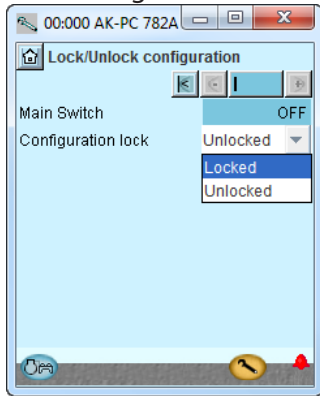 00:000 AK-PC 782A
Lock/Unlock configuration
Main Switch OFF
Configuration lock Unlocked
Locked
Unlocked